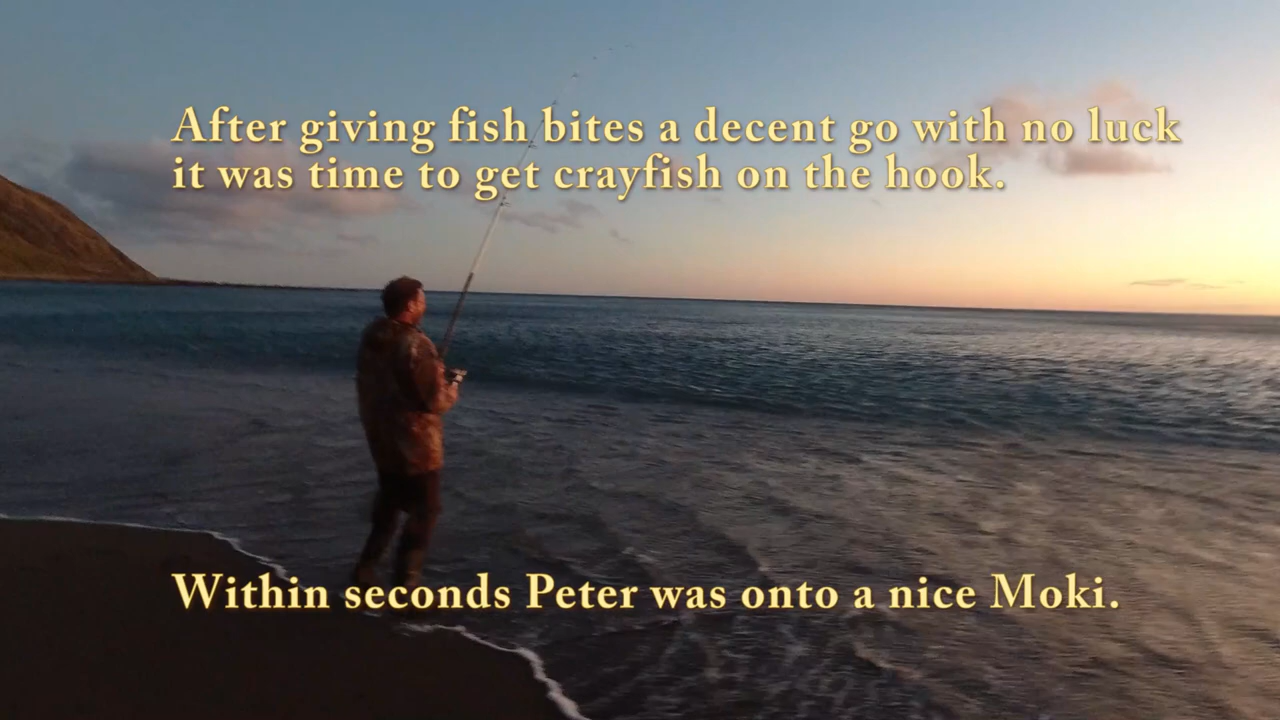 After giving fish bites a decent go with no luck
it was time to get crayfish on the hook.
Within seconds Peter was onto a nice Moki.